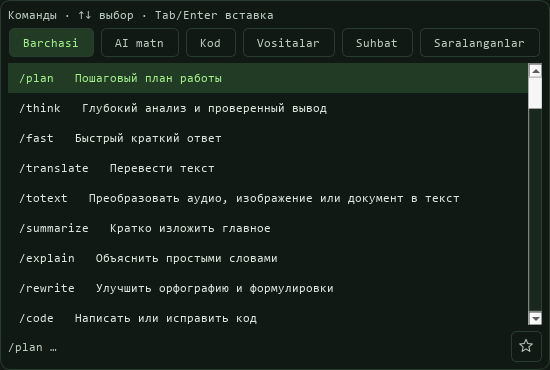 Команды · ↑↓ выбор · Tab/Enter вставка
Barchasi AI matn Kod Vositalar Suhbat Saralanganlar
/plan Пошаговый план работы
/think Глубокий анализ и проверенный вывод
/fast Быстрый краткий ответ
/translate Перевести текст
/totext Преобразовать аудио, изображение или документ в текст
/summarize Кратко изложить главное
/explain Объяснить простыми словами
/rewrite Улучшить орфографию и формулировки
/code Написать или исправить код
/plan …